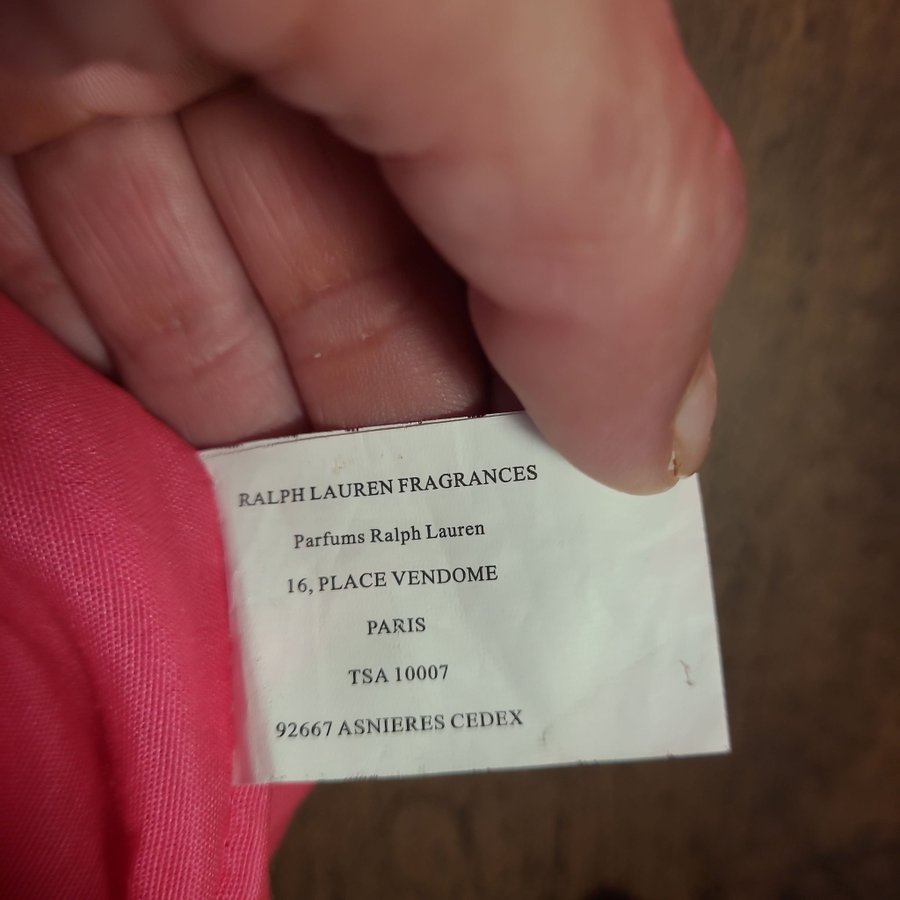 RALPH LAUREN FRAGRANCES
Parfums Ralph Lauren
16, PLACE VENDOME
PARIS
TSA 10007
92667 ASNIERES CEDEX